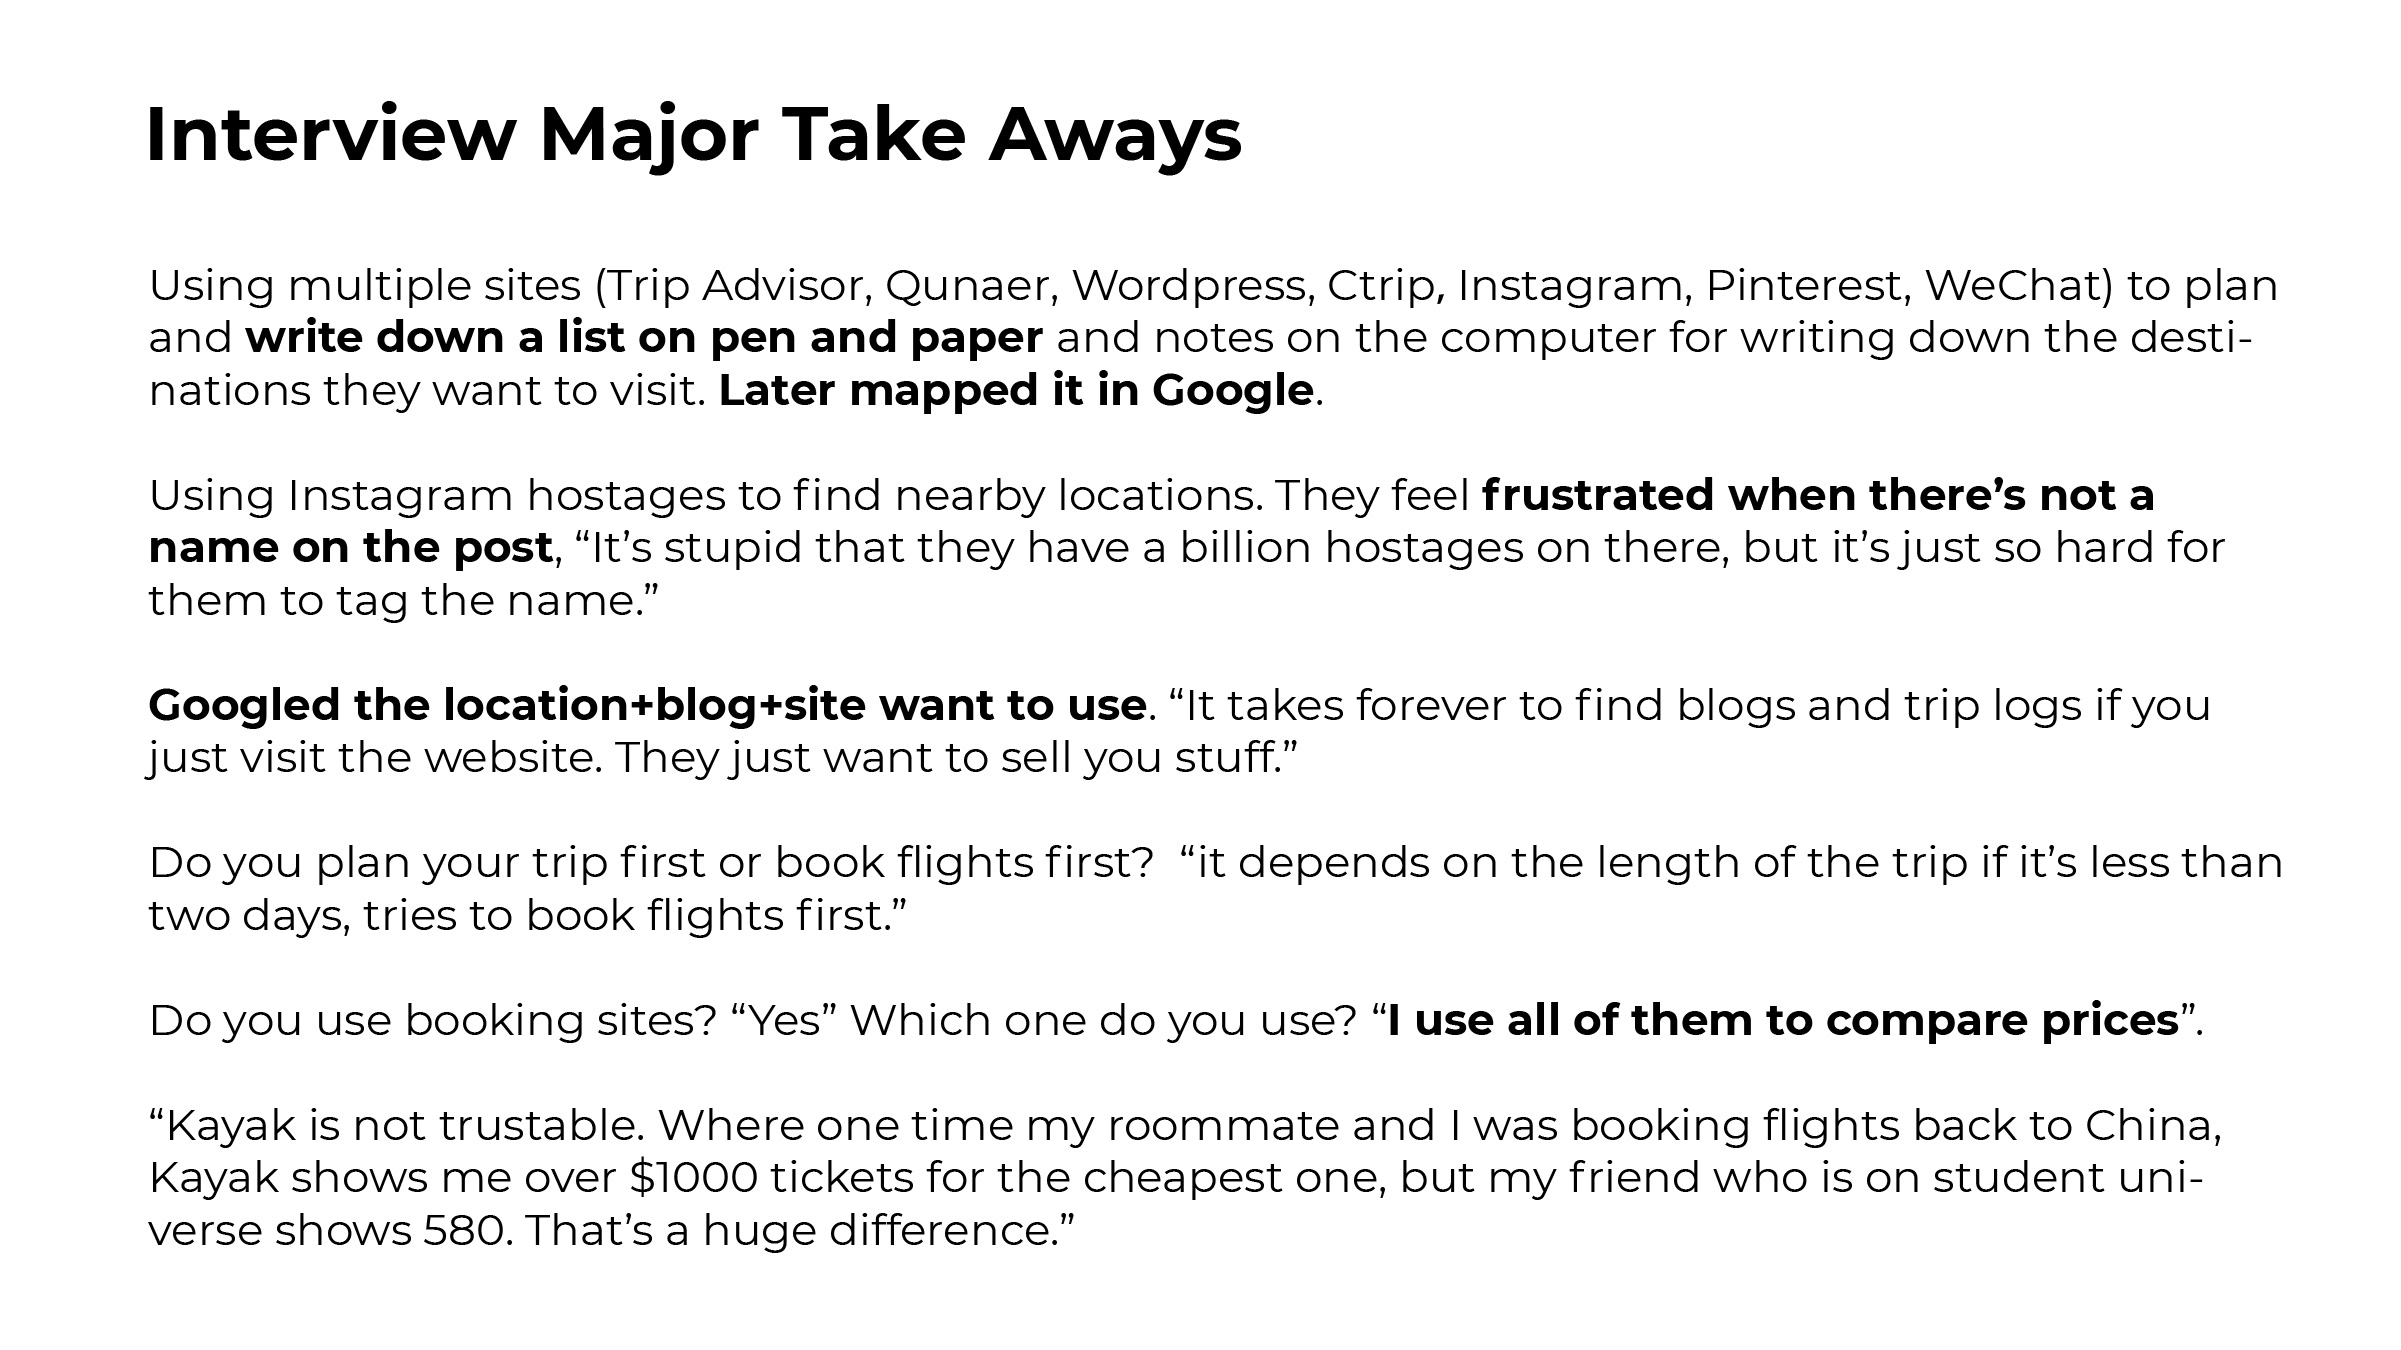 Interview Major Take Aways
Using multiple sites (Trip Advisor, Qunaer, Wordpress, Ctrip, Instagram, Pinterest, WeChat) to plan
and write down a list on pen and paper and notes on the computer for writing down the desti-
nations they want to visit. Later mapped it in Google.
Using Instagram hostages to find nearby locations. They feel frustrated when there’s not a
name on the post, “It’s stupid that they have a billion hostages on there, but it’s just so hard for
them to tag the name.”
Googled the location+blog+site want to use. “It takes forever to find blogs and trip logs if you
just visit the website. They just want to sell you stuff.”
Do you plan your trip first or book flights first?  “it depends on the length of the trip if it’s less than
two days, tries to book flights first.”
Do you use booking sites? “Yes” Which one do you use? “I use all of them to compare prices”.
“Kayak is not trustable. Where one time my roommate and I was booking flights back to China,
Kayak shows me over $1000 tickets for the cheapest one, but my friend who is on student uni-
verse shows 580. That’s a huge difference.”